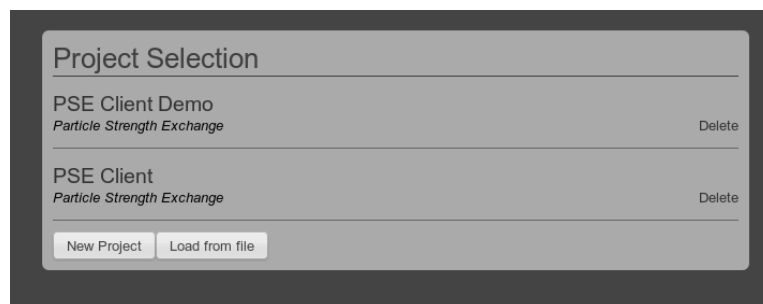 Project Selection
PSE Client Demo
Particle Strength Exchange
Delete
PSE Client
Particle Strength Exchange
Delete
New Project
Load from file